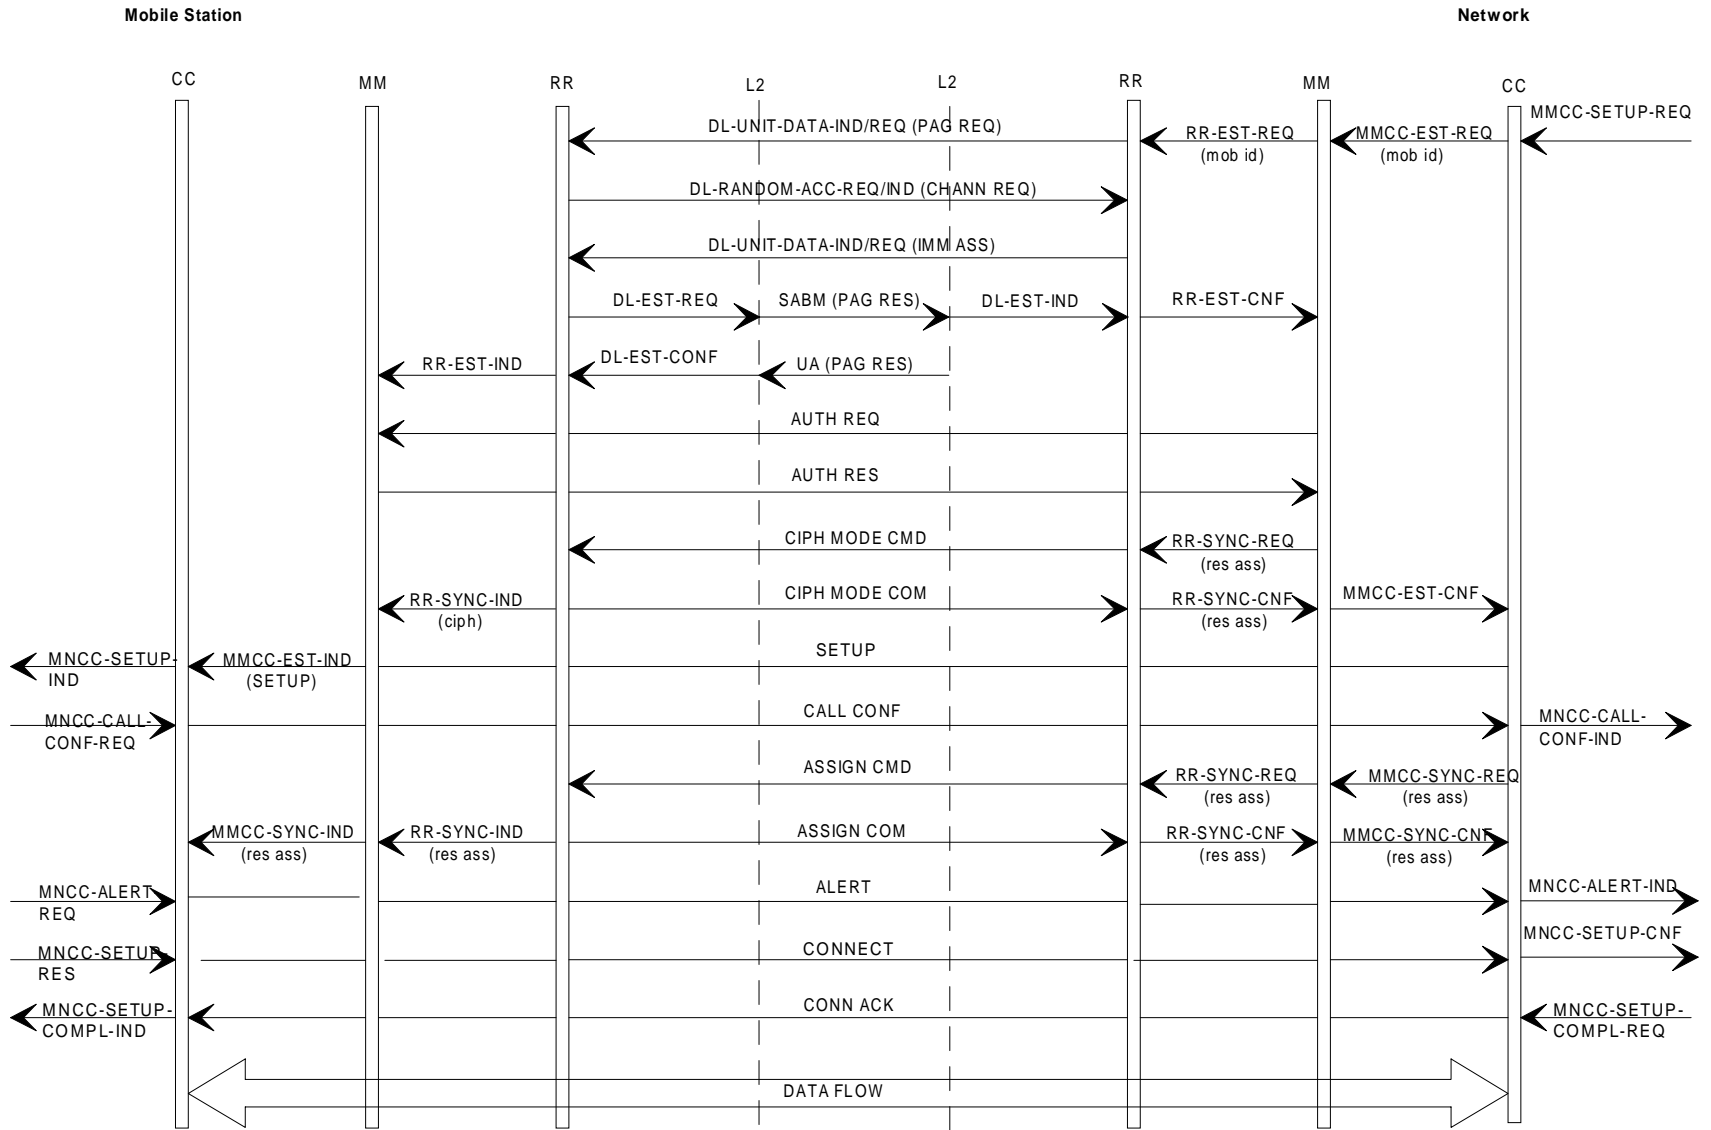 Mobile Station
Network
CC
MM
RR
L2
L2
RR
MM
CC
MMCC-SETUP-REQ
DL-UNIT-DATA-IND/REQ (PAG REQ)
RR-EST-REQ
(mob id)
MMCC-EST-REQ
(mob id)
DL-RANDOM-ACC-REQ/IND (CHANN REQ)
DL-UNIT-DATA-IND/REQ (IMM ASS)
DL-EST-REQ
SABM (PAG RES)
DL-EST-IND
RR-EST-CNF
RR-EST-IND
DL-EST-CONF
UA (PAG RES)
AUTH REQ
AUTH RES
CIPH MODE CMD
RR-SYNC-REQ
(res ass)
RR-SYNC-IND
(ciph)
CIPH MODE COM
RR-SYNC-CNF
(res ass)
MMCC-EST-CNF
MNCC-SETUP-
IND
MMCC-EST-IND
(SETUP)
SETUP
MNCC-CALL-
CONF-REQ
CALL CONF
MNCC-CALL-
CONF-IND
ASSIGN CMD
RR-SYNC-REQ
(res ass)
MMCC-SYNC-REQ
(res ass)
MMCC-SYNC-IND
(res ass)
RR-SYNC-IND
(res ass)
ASSIGN COM
RR-SYNC-CNF
(res ass)
MMCC-SYNC-CNF
(res ass)
MNCC-ALERT
REQ
ALERT
MNCC-ALERT-IND
MNCC-SETUP-
RES
CONNECT
MNCC-SETUP-CNF
MNCC-SETUP-
COMPL-IND
CONN ACK
MNCC-SETUP-
COMPL-REQ
DATA FLOW